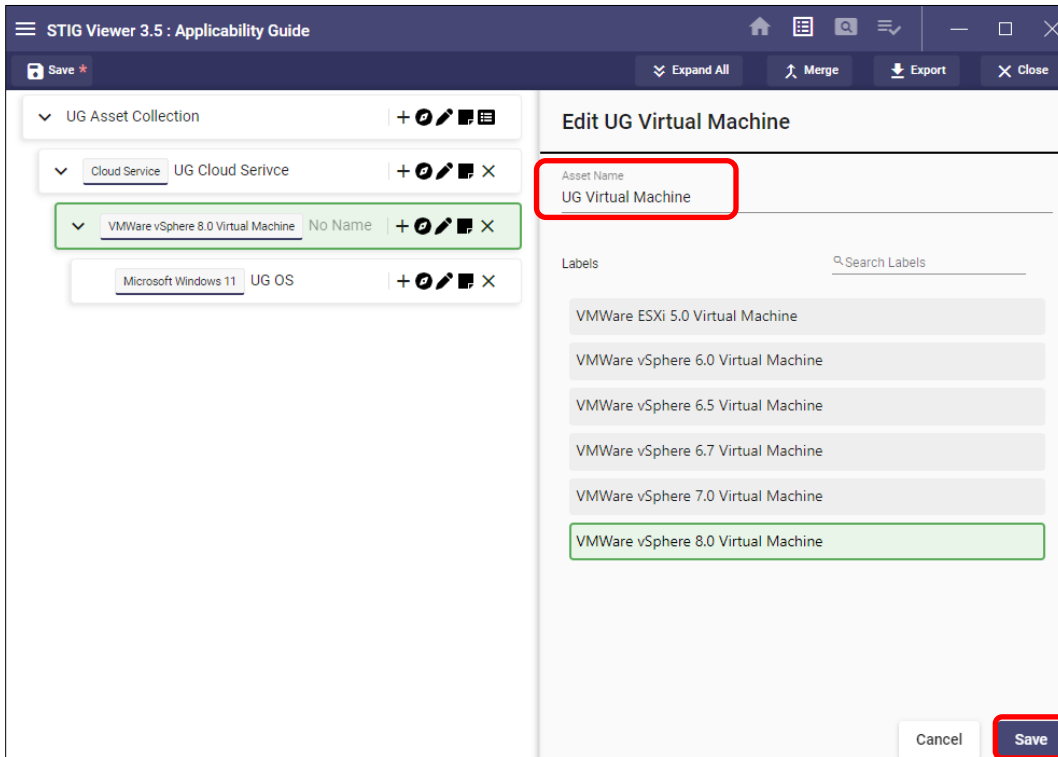 STIG Viewer 3.5 : Applicability Guide
Save *
Expand All
Merge
Export
Close
UG Asset Collection
Cloud Service UG Cloud Serivce
VMWare vSphere 8.0 Virtual Machine No Name
Microsoft Windows 11 UG OS
Edit UG Virtual Machine
Asset Name
UG Virtual Machine
Labels
Search Labels
VMWare ESXi 5.0 Virtual Machine
VMWare vSphere 6.0 Virtual Machine
VMWare vSphere 6.5 Virtual Machine
VMWare vSphere 6.7 Virtual Machine
VMWare vSphere 7.0 Virtual Machine
VMWare vSphere 8.0 Virtual Machine
Cancel
Save